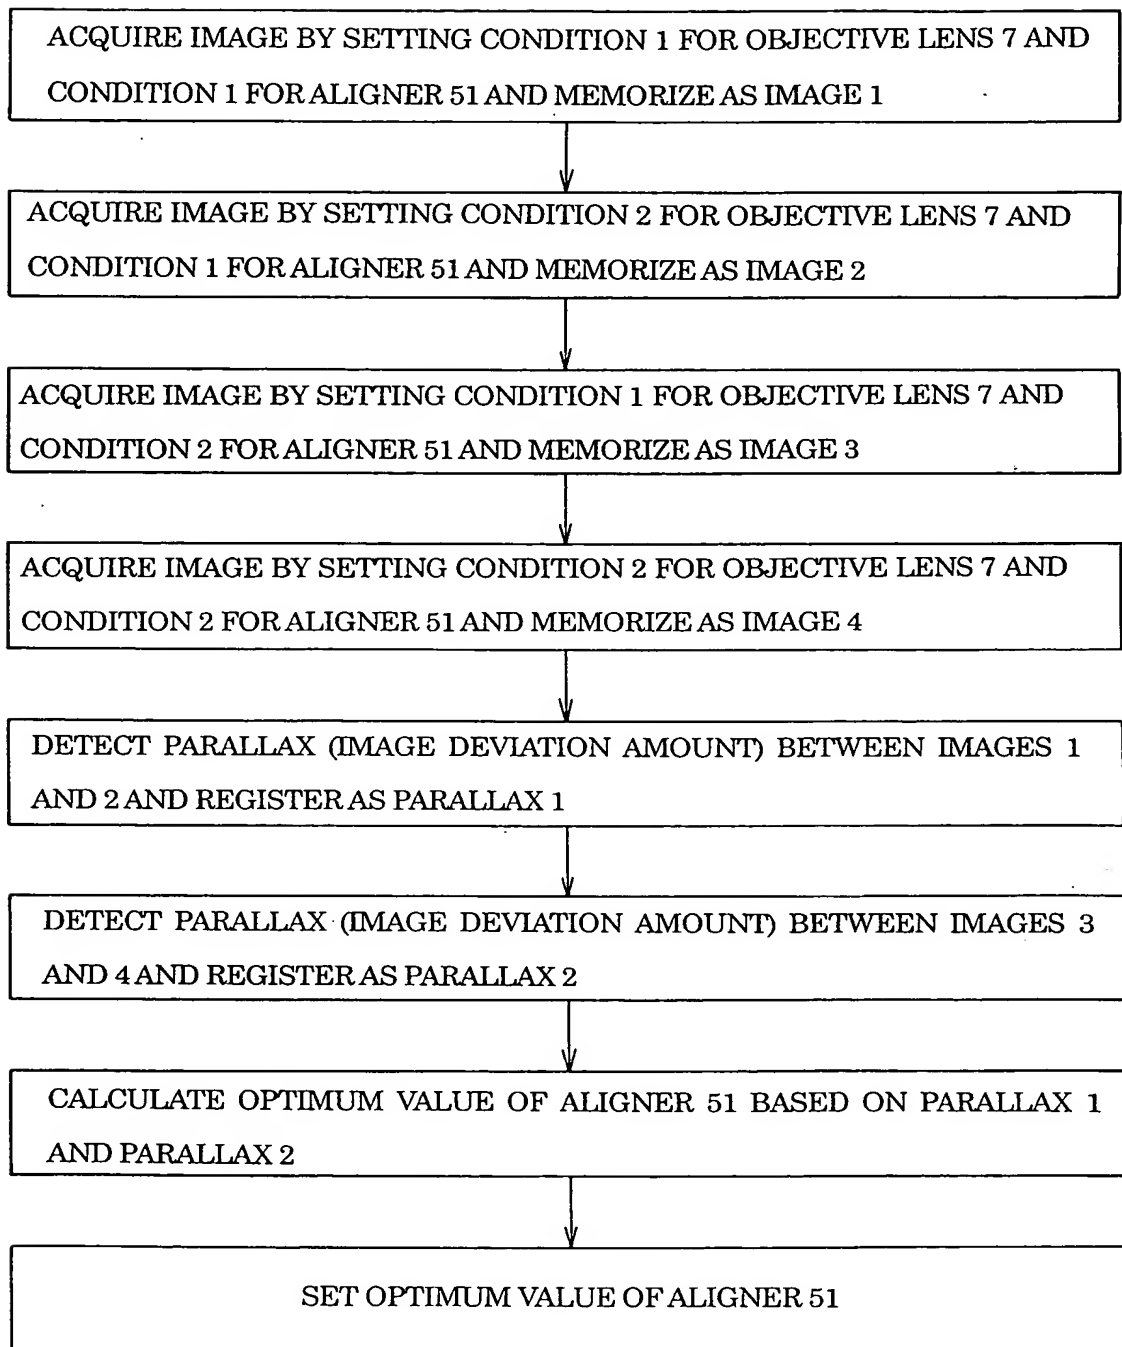 ACQUIRE IMAGE BY SETTING CONDITION 1 FOR OBJECTIVE LENS 7 AND
CONDITION 1 FOR ALIGNER 51 AND MEMORIZE AS IMAGE 1
ACQUIRE IMAGE BY SETTING CONDITION 2 FOR OBJECTIVE LENS 7 AND
CONDITION 1 FOR ALIGNER 51 AND MEMORIZE AS IMAGE 2
ACQUIRE IMAGE BY SETTING CONDITION 1 FOR OBJECTIVE LENS 7 AND
CONDITION 2 FOR ALIGNER 51 AND MEMORIZE AS IMAGE 3
ACQUIRE IMAGE BY SETTING CONDITION 2 FOR OBJECTIVE LENS 7 AND
CONDITION 2 FOR ALIGNER 51 AND MEMORIZE AS IMAGE 4
DETECT PARALLAX (IMAGE DEVIATION AMOUNT) BETWEEN IMAGES 1
AND 2 AND REGISTER AS PARALLAX 1
DETECT PARALLAX (IMAGE DEVIATION AMOUNT) BETWEEN IMAGES 3
AND 4 AND REGISTER AS PARALLAX 2
CALCULATE OPTIMUM VALUE OF ALIGNER 51 BASED ON PARALLAX 1
AND PARALLAX 2
SET OPTIMUM VALUE OF ALIGNER 51